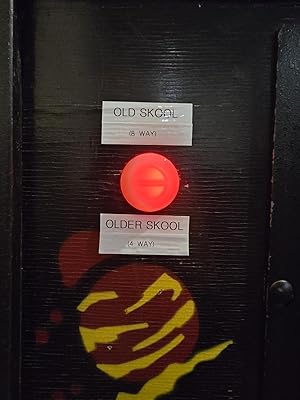 OLD SKOOL
(8 WAY)
OLDER SKOOL
(4 WAY)